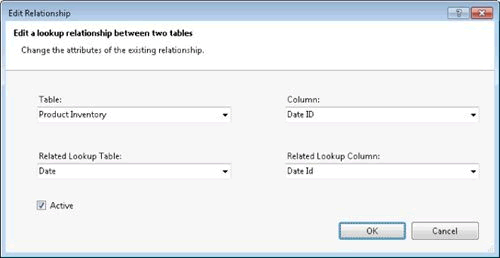 Edit Relationship
Edit a lookup relationship between two tables
Change the attributes of the existing relationship.
Table:
Column:
Product Inventory
Date ID
Related Lookup Table:
Related Lookup Column:
Date
Date Id
Active
OK
Cancel